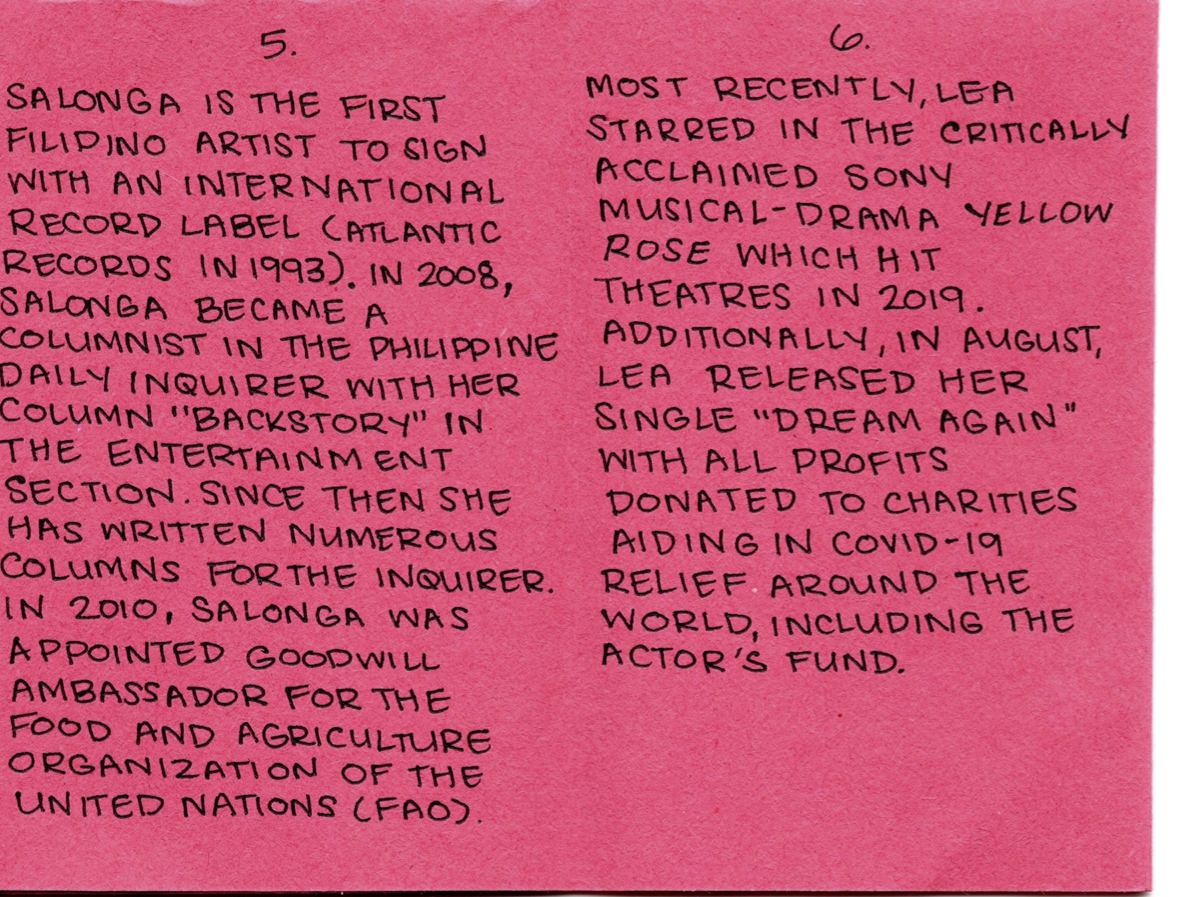 5.
SALONGA IS THE FIRST
FILIPINO ARTIST TO SIGN
WITH AN INTERNATIONAL
RECORD LABEL (ATLANTIC
RECORDS IN 1993). IN 2008,
SALONGA BECAME A
COLUMNIST IN THE PHILIPPINE
DAILY INQUIRER WITH HER
COLUMN "BACKSTORY" IN
THE ENTERTAINMENT
SECTION. SINCE THEN SHE
HAS WRITTEN NUMEROUS
COLUMNS FOR THE INQUIRER.
IN 2010, SALONGA WAS
APPOINTED GOODWILL
AMBASSADOR FOR THE
FOOD AND AGRICULTURE
ORGANIZATION OF THE
UNITED NATIONS (FAO).
6.
MOST RECENTLY, LEA
STARRED IN THE CRITICALLY
ACCLAIMED SONY
MUSICAL-DRAMA YELLOW
ROSE WHICH HIT
THEATRES IN 2019.
ADDITIONALLY, IN AUGUST,
LEA RELEASED HER
SINGLE "DREAM AGAIN"
WITH ALL PROFITS
DONATED TO CHARITIES
AIDING IN COVID-19
RELIEF AROUND THE
WORLD, INCLUDING THE
ACTOR'S FUND.